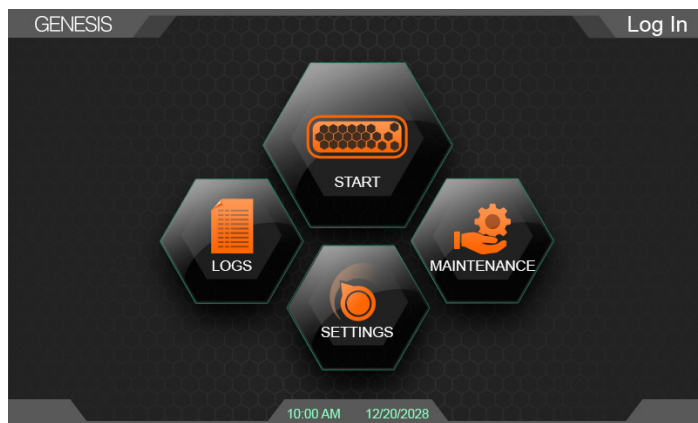 GENESIS
Log In
START
LOGS
MAINTENANCE
SETTINGS
10:00 AM 12/20/2028